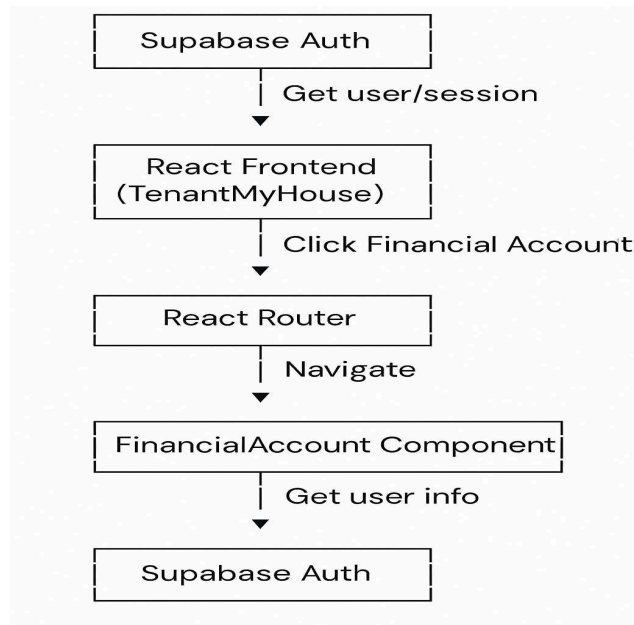 Supabase Auth
Get user/session
React Frontend
(TenantMyHouse)
Click Financial Account
React Router
Navigate
FinancialAccount Component
Get user info
Supabase Auth